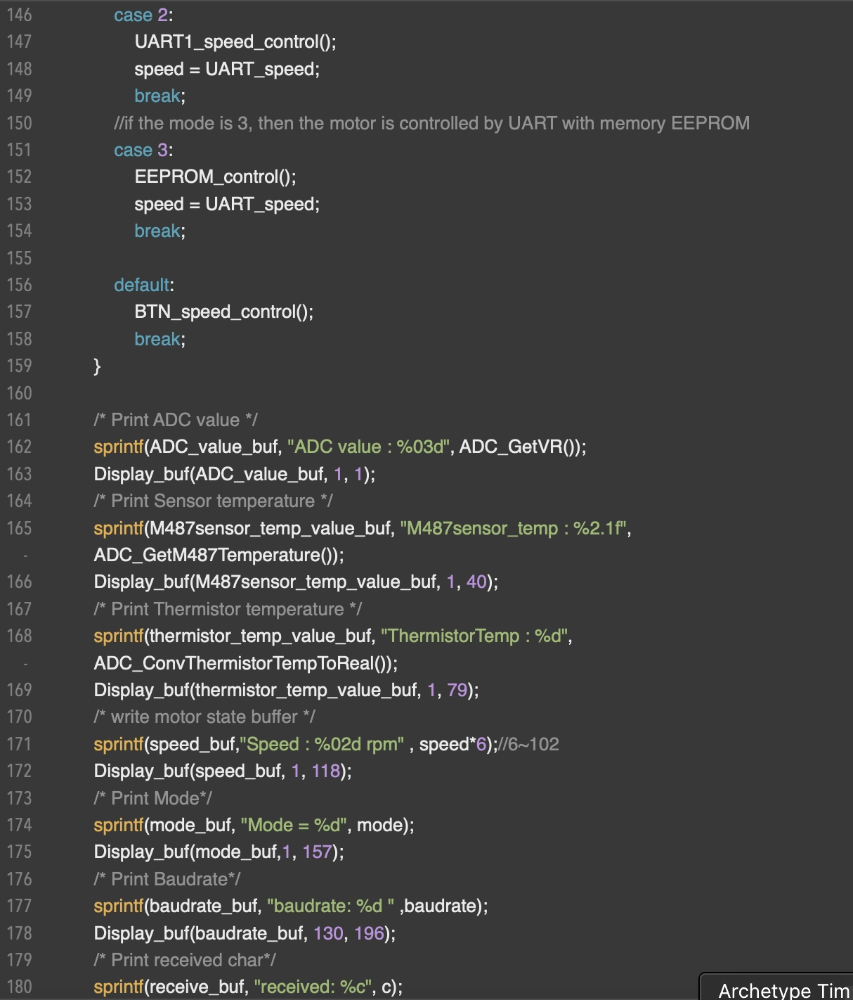 146 case 2:
147 UART1_speed_control();
148 speed = UART_speed;
149 break;
150 //if the mode is 3, then the motor is controlled by UART with memory EEPROM
151 case 3:
152 EEPROM_control();
153 speed = UART_speed;
154 break;
155
156 default:
157 BTN_speed_control();
158 break;
159 }
160
161 /* Print ADC value */
162 sprintf(ADC_value_buf, "ADC value : %03d", ADC_GetVR());
163 Display_buf(ADC_value_buf, 1, 1);
164 /* Print Sensor temperature */
165 sprintf(M487sensor_temp_value_buf, "M487sensor_temp : %2.1f",
- ADC_GetM487Temperature());
166 Display_buf(M487sensor_temp_value_buf, 1, 40);
167 /* Print Thermistor temperature */
168 sprintf(thermistor_temp_value_buf, "ThermistorTemp : %d",
- ADC_ConvThermistorTempToReal());
169 Display_buf(thermistor_temp_value_buf, 1, 79);
170 /* write motor state buffer */
171 sprintf(speed_buf,"Speed : %02d rpm" , speed*6);//6~102
172 Display_buf(speed_buf, 1, 118);
173 /* Print Mode*/
174 sprintf(mode_buf, "Mode = %d", mode);
175 Display_buf(mode_buf,1, 157);
176 /* Print Baudrate*/
177 sprintf(baudrate_buf, "baudrate: %d " ,baudrate);
178 Display_buf(baudrate_buf, 130, 196);
179 /* Print received char*/
180 sprintf(receive_buf, "received: %c", c);
Archetype Tim